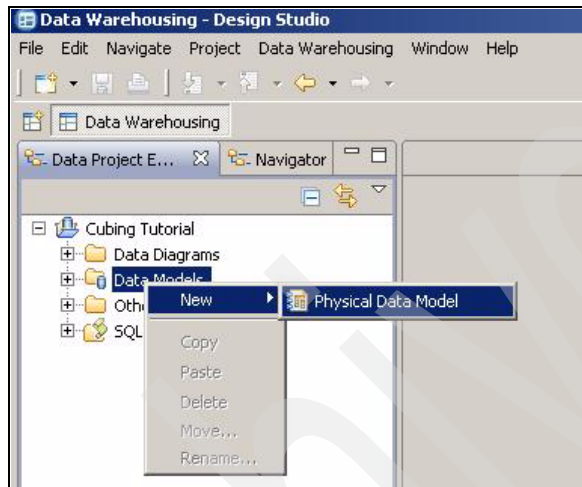 Data Warehousing - Design Studio
File Edit Navigate Project Data Warehousing Window Help
Data Warehousing
Data Project E... Navigator
Cubing Tutorial
Data Diagrams
Data Models
New Physical Data Model
Oth
SQL
Copy
Paste
Delete
Move...
Rename...